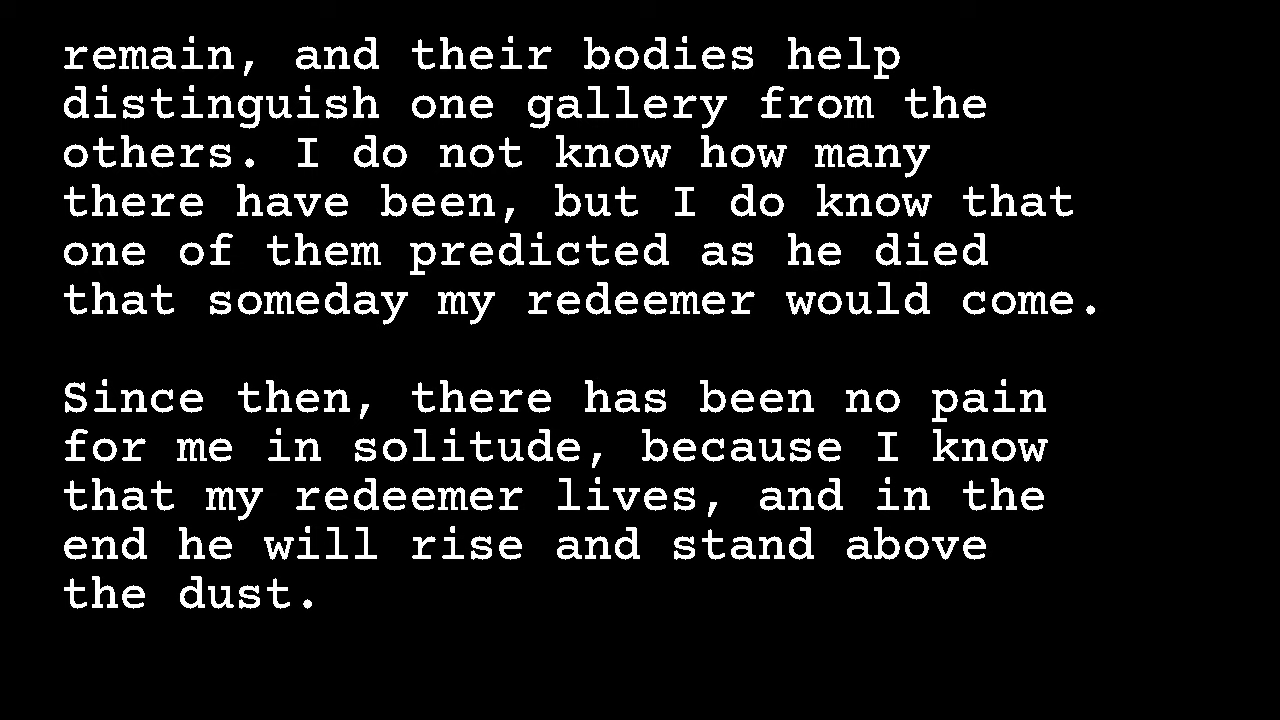 remain, and their bodies help
distinguish one gallery from the
others. I do not know how many
there have been, but I do know that
one of them predicted as he died
that someday my redeemer would come.

Since then, there has been no pain
for me in solitude, because I know
that my redeemer lives, and in the
end he will rise and stand above
the dust.